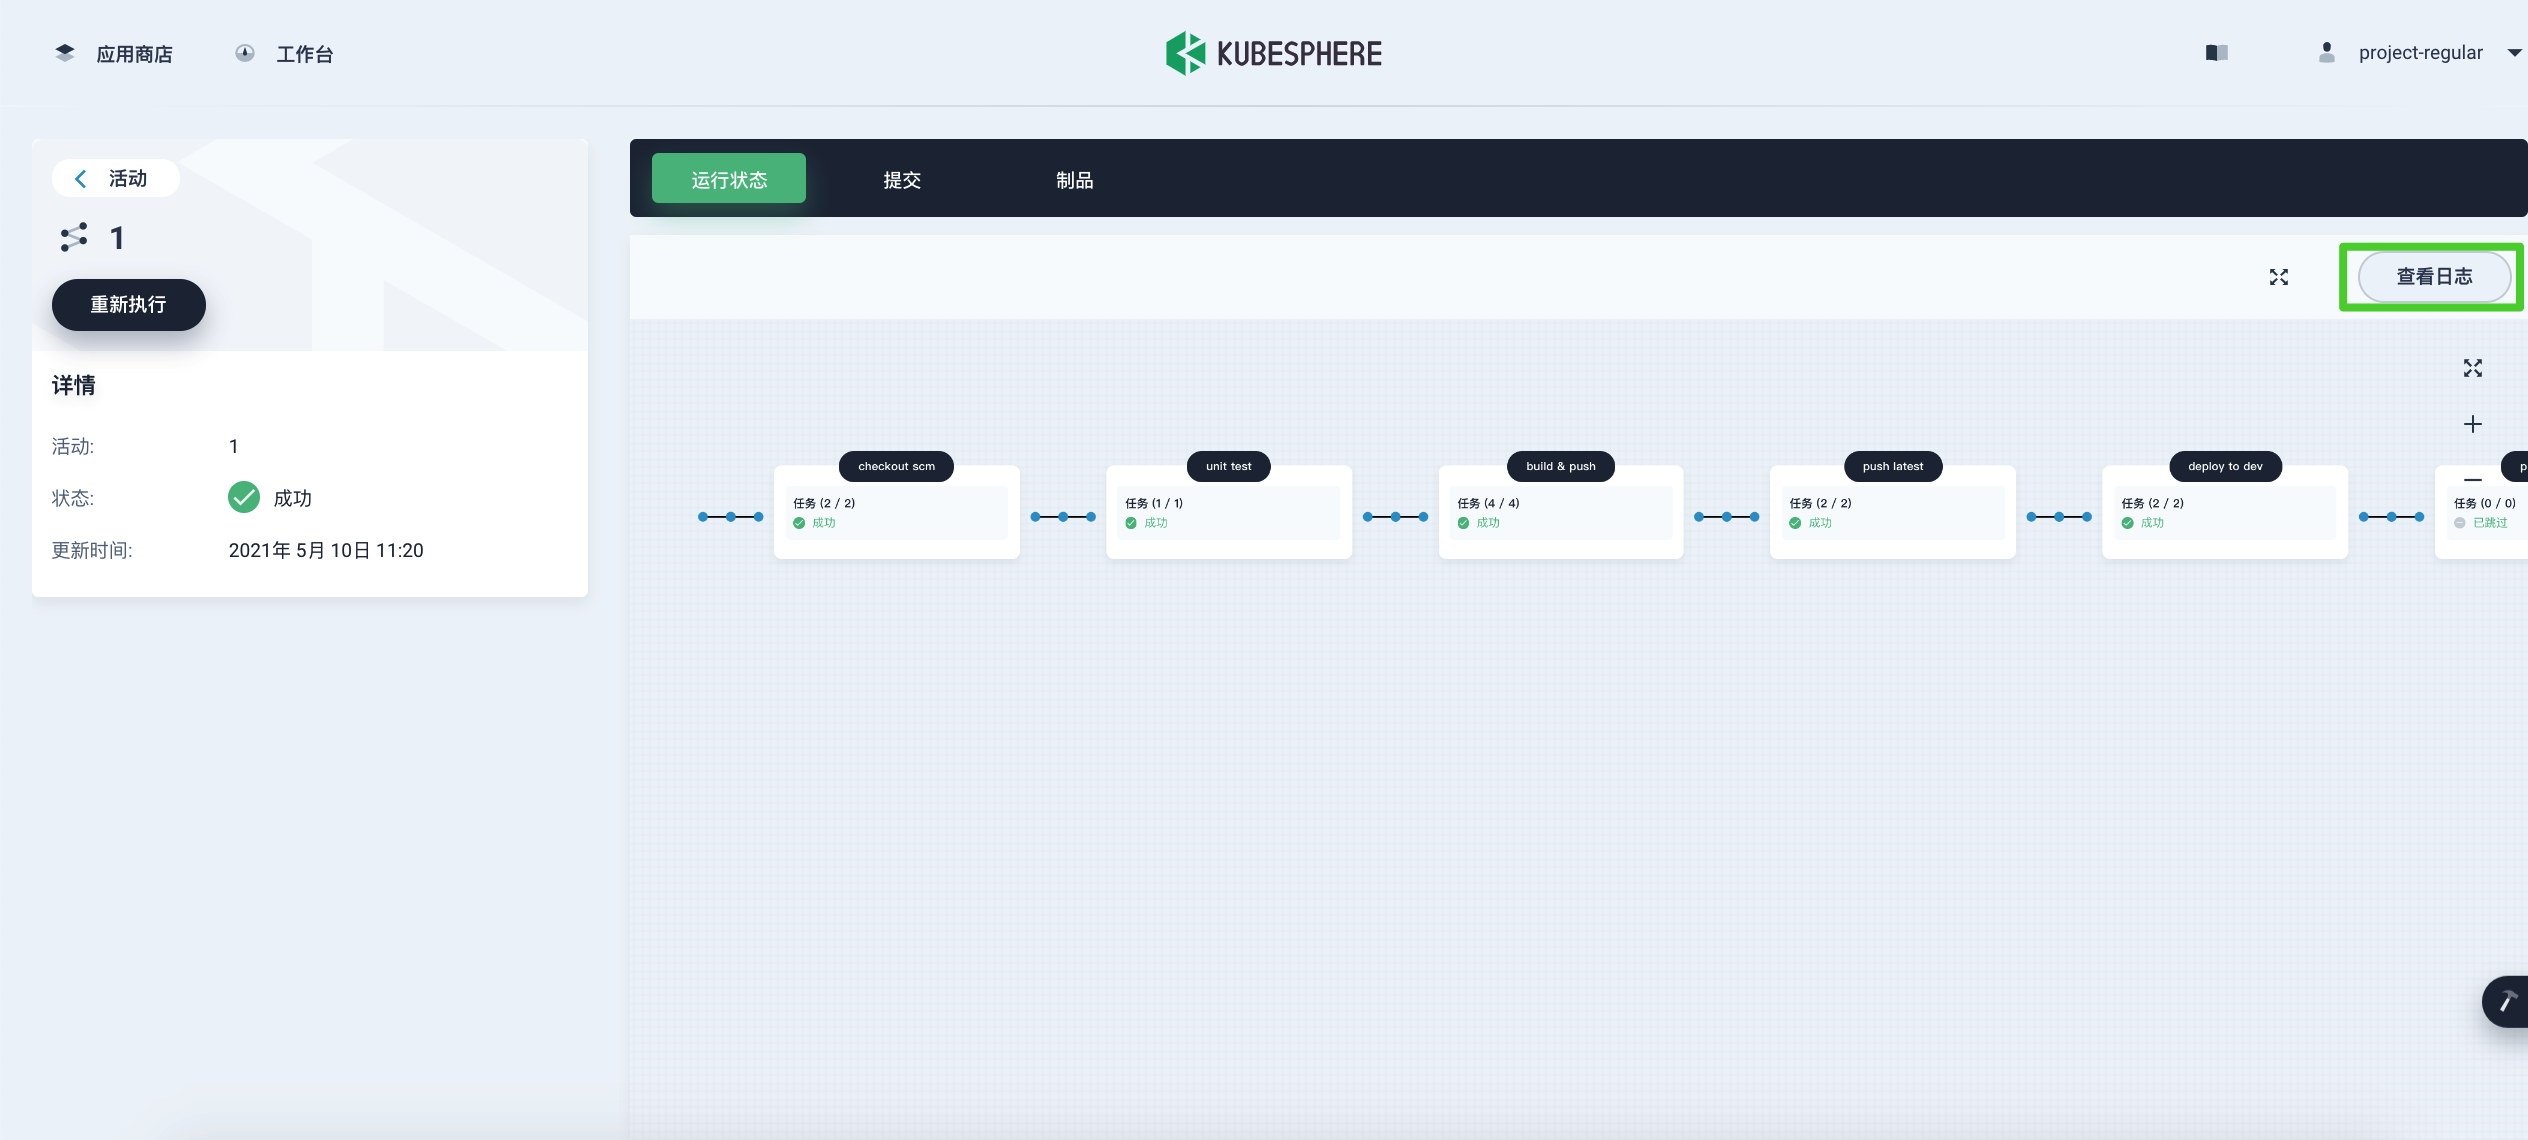 应用商店
工作台
KUBESPHERE
project-regular
活动
1
重新执行
详情
活动: 1
状态: 成功
更新时间: 2021年 5月 10日 11:20
运行状态
提交
制品
查看日志
checkout scm
任务 (2 / 2)
成功
unit test
任务 (1 / 1)
成功
build & push
任务 (4 / 4)
成功
push latest
任务 (2 / 2)
成功
deploy to dev
任务 (2 / 2)
成功
p
任务 (0 / 0)
已跳过